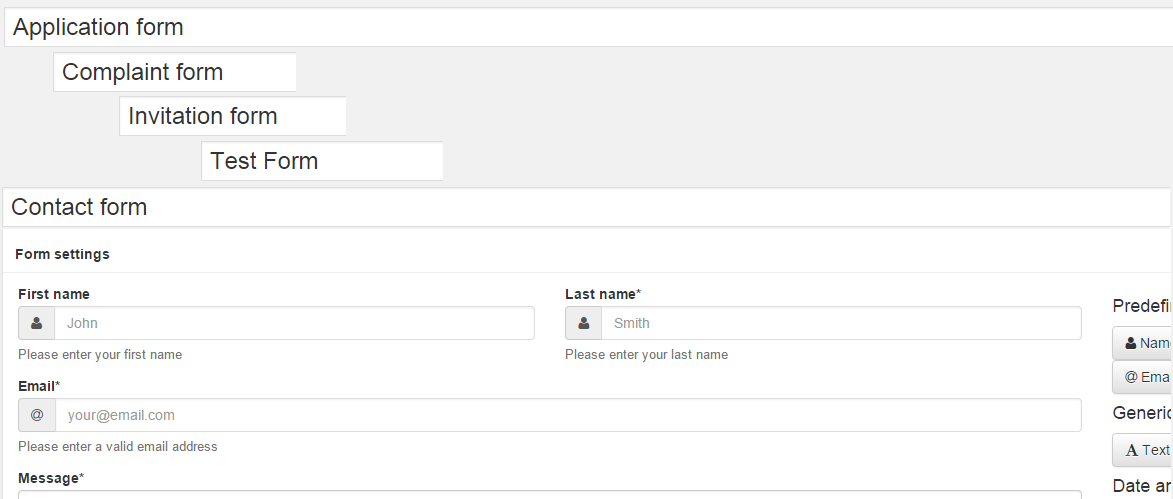 Application form
Complaint form
Invitation form
Test Form
Contact form
Form settings
First name Last name*
John Smith
Please enter your first name Please enter your last name
Email*
@ your@email.com
Please enter a valid email address
Message*
Predefi
Nam
@ Ema
Generic
A Text
Date ar